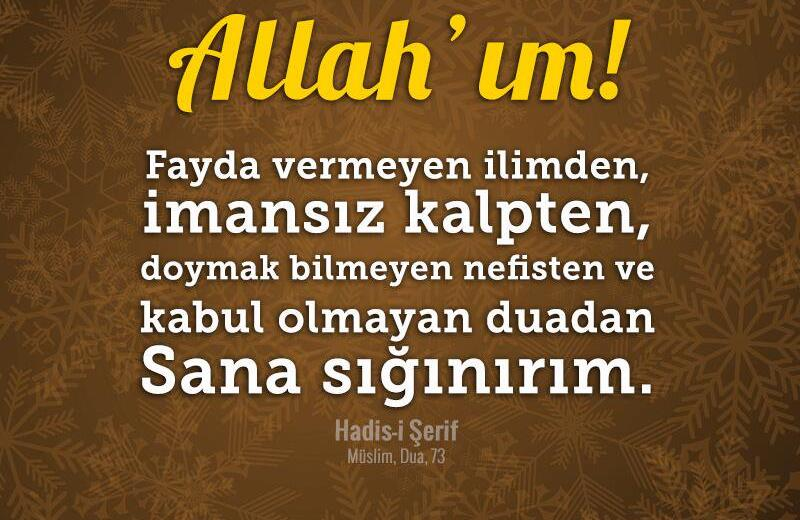 Allah'ım!
Fayda vermeyen ilimden,
imansız kalpten,
doymak bilmeyen nefisten ve
kabul olmayan duadan
Sana sığınırım.
Hadis-i Şerif
Müslim, Dua, 73